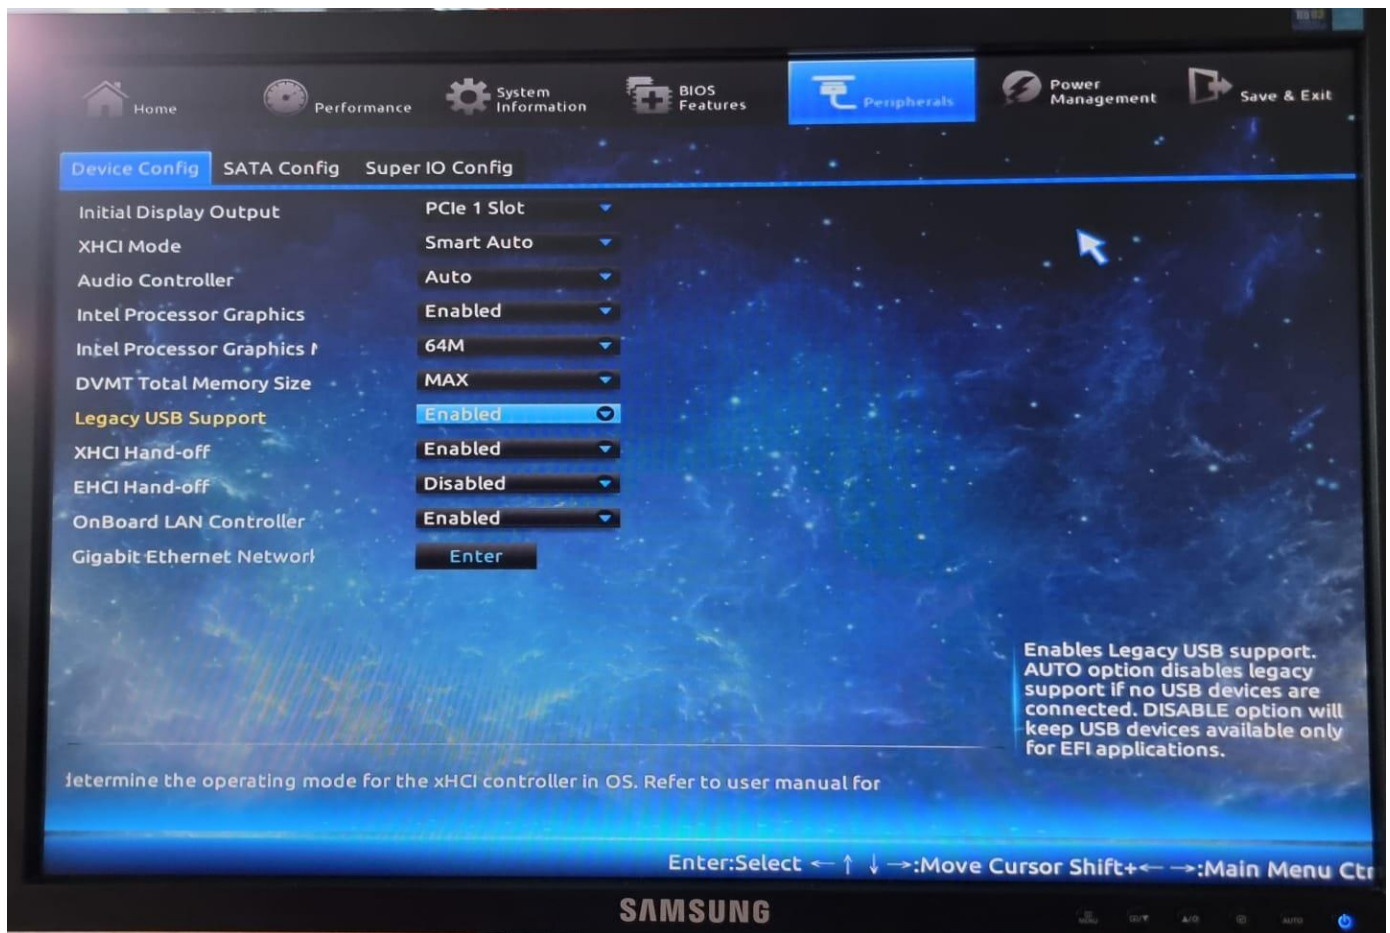 Home
Performance
System
Information
BIOS
Features
Peripherals
Power
Management
Save & Exit
Device Config SATA Config Super IO Config
Initial Display Output PCIe 1 Slot
XHCI Mode Smart Auto
Audio Controller Auto
Intel Processor Graphics Enabled
Intel Processor Graphics 64M
DVMT Total Memory Size MAX
Legacy USB Support Enabled
XHCI Hand-off Enabled
EHCI Hand-off Disabled
OnBoard LAN Controller Enabled
Gigabit Ethernet Network Enter
Enables Legacy USB support.
AUTO option disables legacy
support if no USB devices are
connected. DISABLE option will
keep USB devices available only
for EFI applications.
determine the operating mode for the xHCI controller in OS. Refer to user manual for
Enter:Select ←↑↓→:Move Cursor Shift+← →:Main Menu Ctr
SAMSUNG
MENU
AUTO